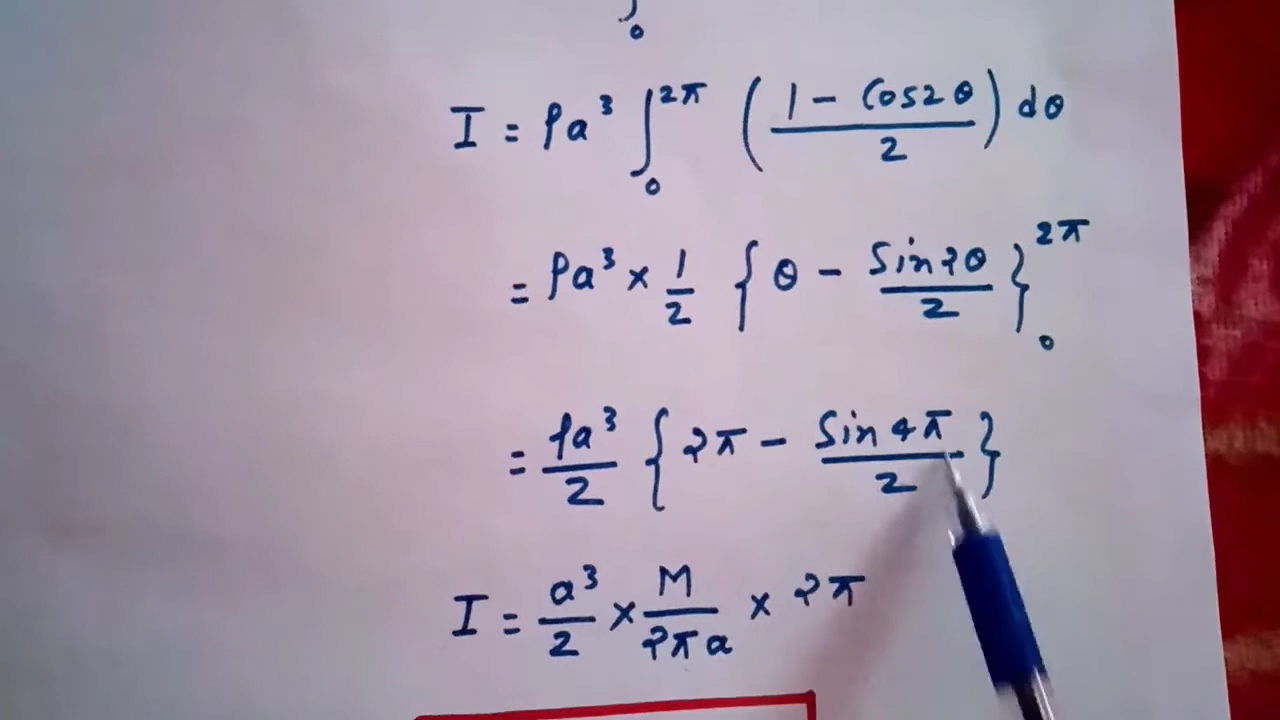 I = ρa³ ∫₀^2π ( (1 - Cos2θ) / 2 ) dθ
= ρa³ × 1/2 { θ - Sin2θ/2 }₀^2π
= ρa³/2 { 2π - Sin4π/2 }
I = a³/2 × M/2πa × 2π